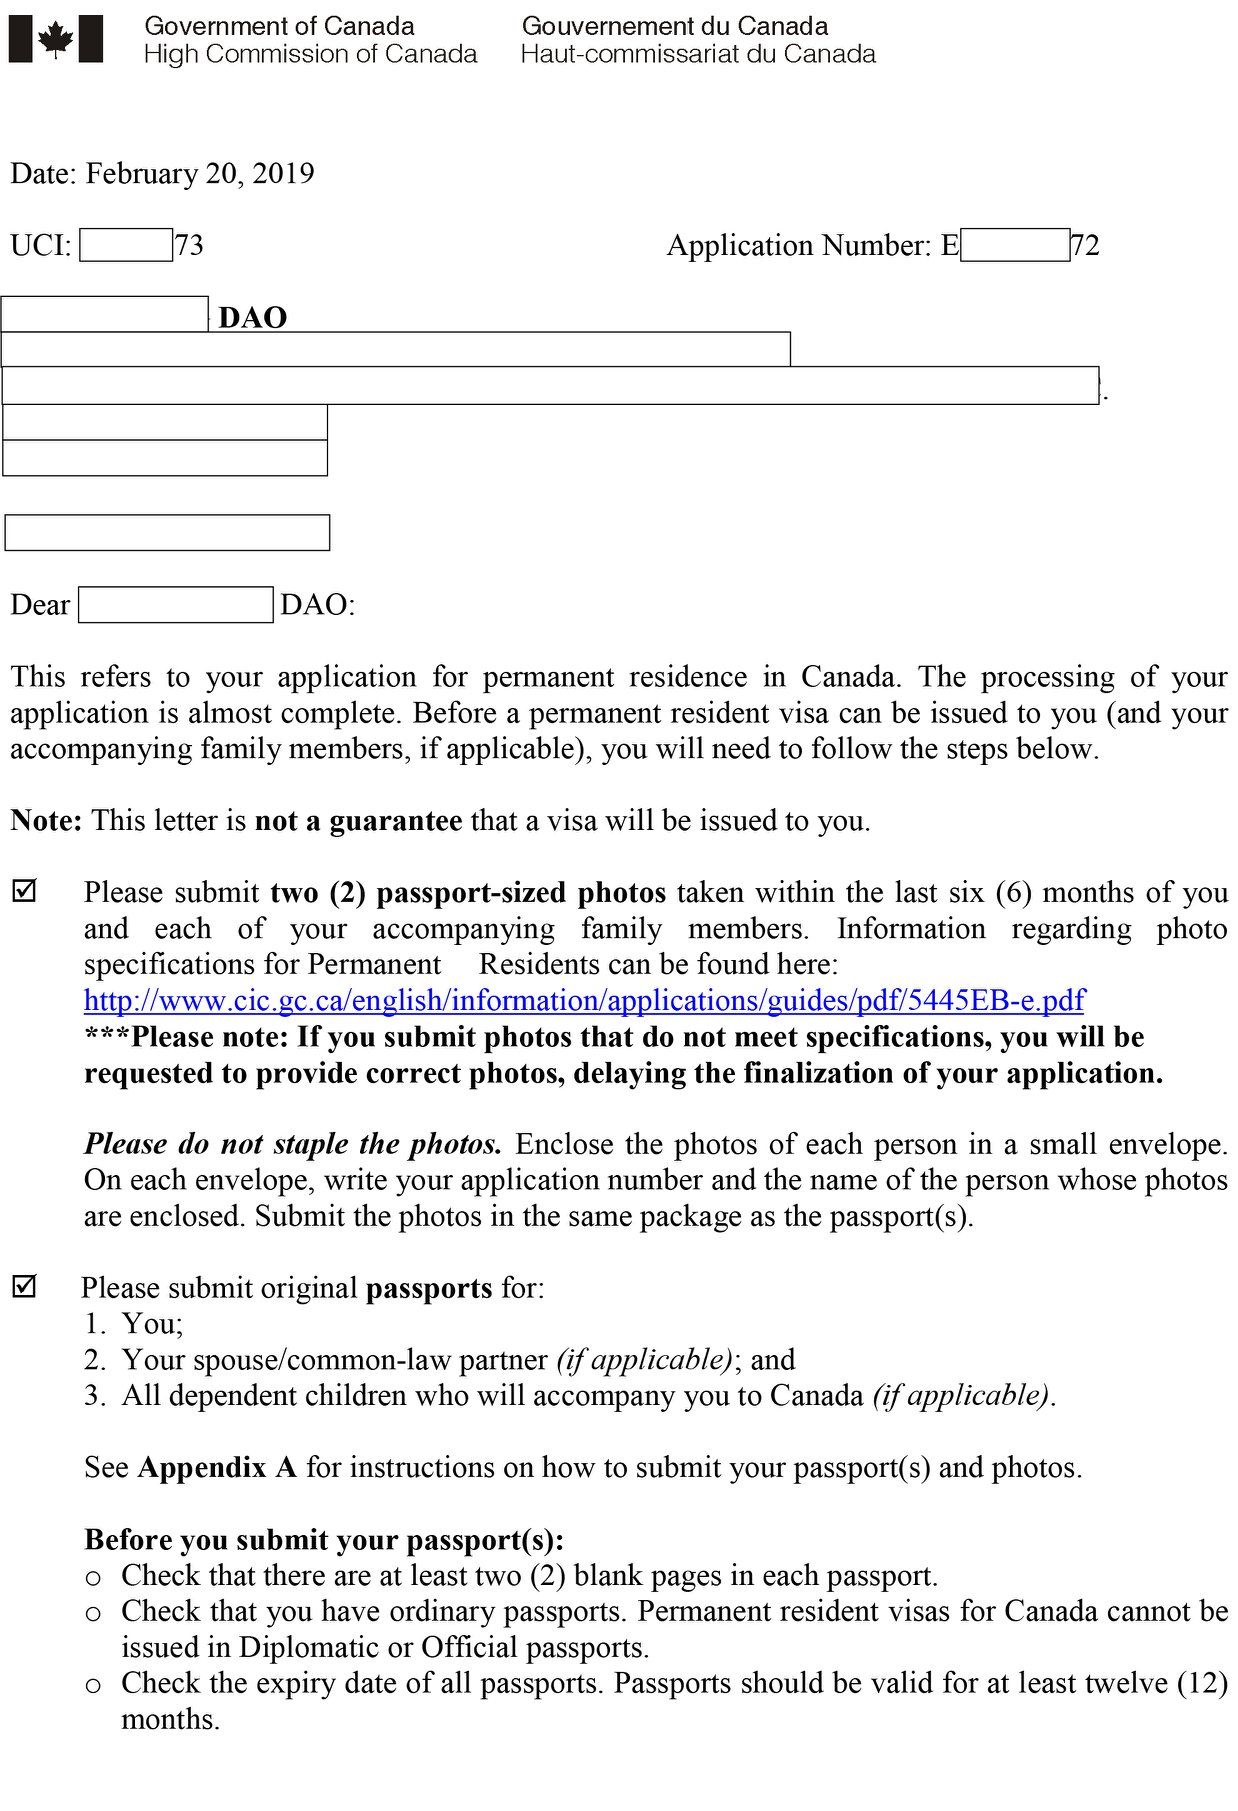 Government of Canada Gouvernement du Canada
High Commission of Canada Haut-commissariat du Canada
Date: February 20, 2019
UCI: 73 Application Number: E 72
DAO
.
Dear DAO:
This refers to your application for permanent residence in Canada. The processing of your
application is almost complete. Before a permanent resident visa can be issued to you (and your
accompanying family members, if applicable), you will need to follow the steps below.
Note: This letter is not a guarantee that a visa will be issued to you.
☑ Please submit two (2) passport-sized photos taken within the last six (6) months of you
and each of your accompanying family members. Information regarding photo
specifications for Permanent Residents can be found here:
http://www.cic.gc.ca/english/information/applications/guides/pdf/5445EB-e.pdf
***Please note: If you submit photos that do not meet specifications, you will be
requested to provide correct photos, delaying the finalization of your application.
Please do not staple the photos. Enclose the photos of each person in a small envelope.
On each envelope, write your application number and the name of the person whose photos
are enclosed. Submit the photos in the same package as the passport(s).
☑ Please submit original passports for:
1. You;
2. Your spouse/common-law partner (if applicable); and
3. All dependent children who will accompany you to Canada (if applicable).
See Appendix A for instructions on how to submit your passport(s) and photos.
Before you submit your passport(s):
o Check that there are at least two (2) blank pages in each passport.
o Check that you have ordinary passports. Permanent resident visas for Canada cannot be
issued in Diplomatic or Official passports.
o Check the expiry date of all passports. Passports should be valid for at least twelve (12)
months.